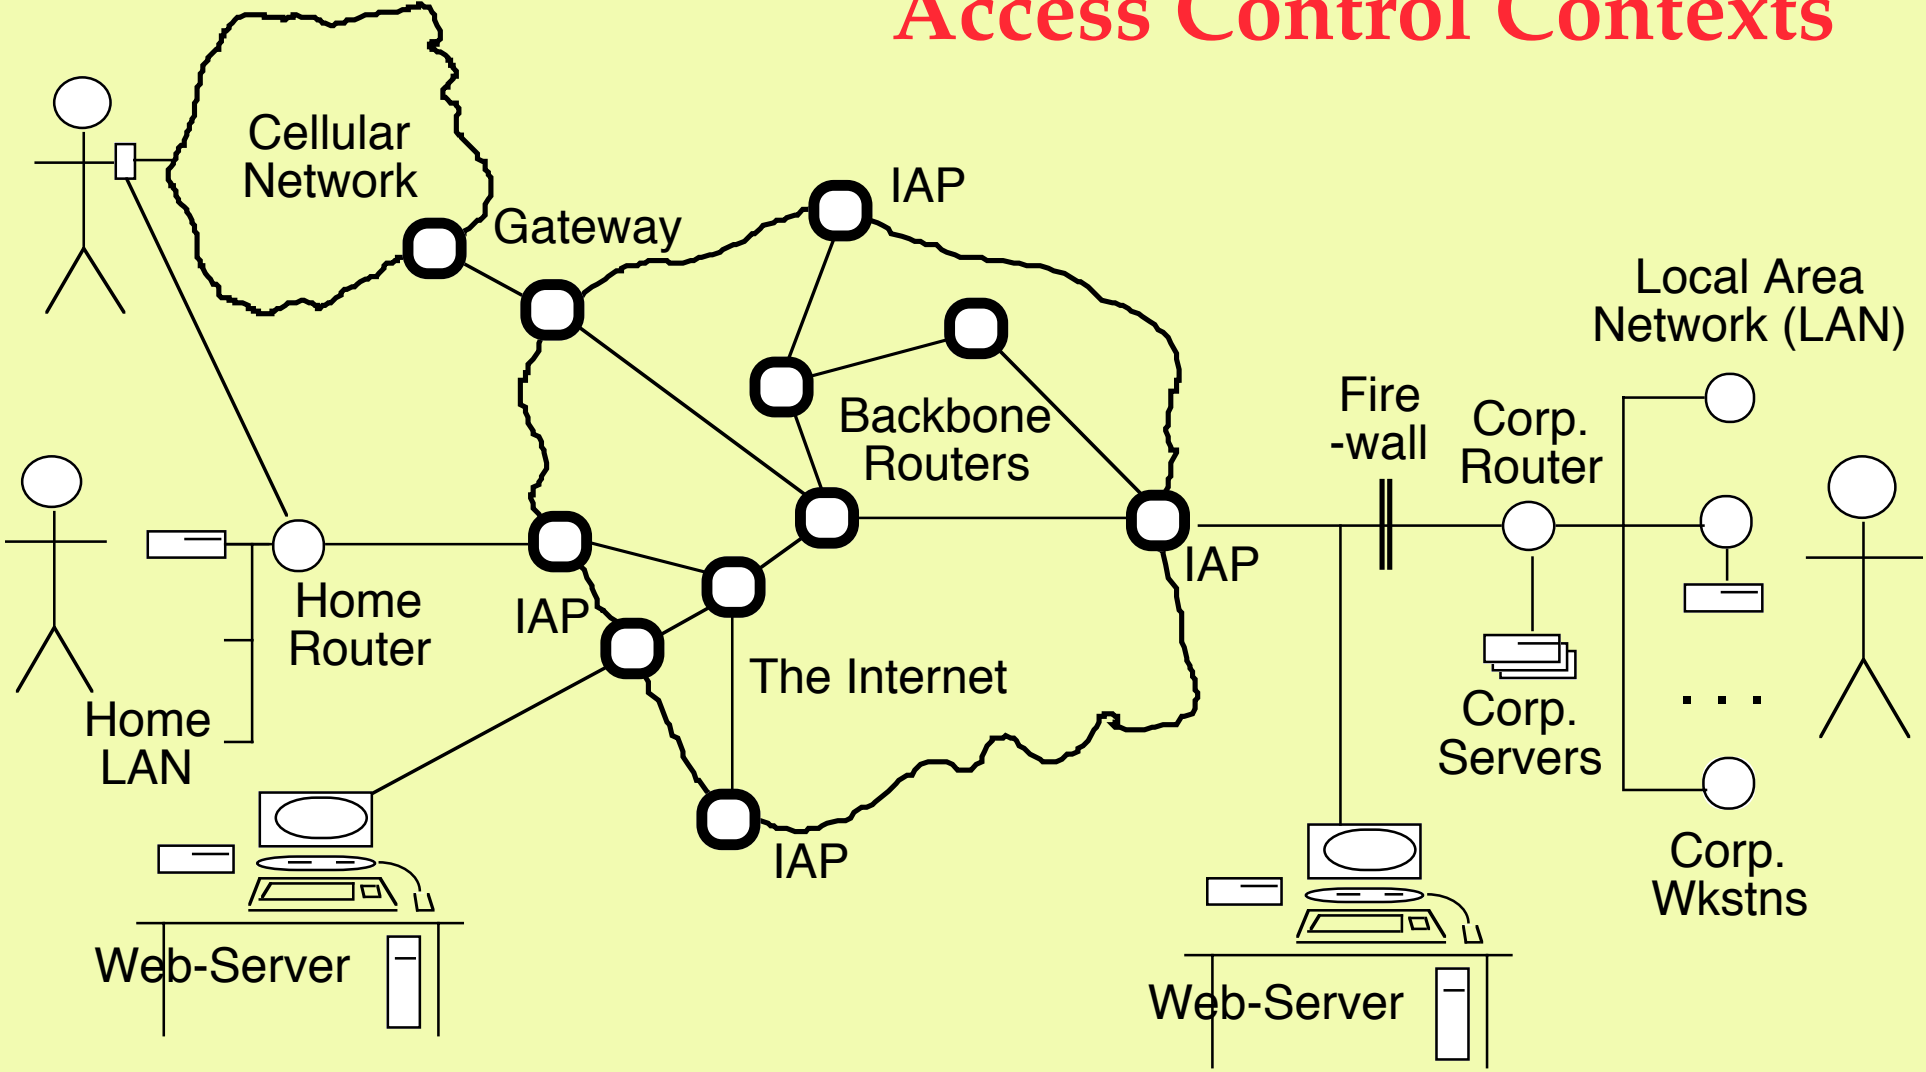 Access Control Contexts
Cellular
Network
IAP
Gateway
Local Area
Network (LAN)
Fire
-wall
Corp.
Router
Backbone
Routers
IAP
Home
Router
IAP
The Internet
Home
LAN
Corp.
Servers
. . .
IAP
Corp.
Wkstns
Web-Server
Web-Server